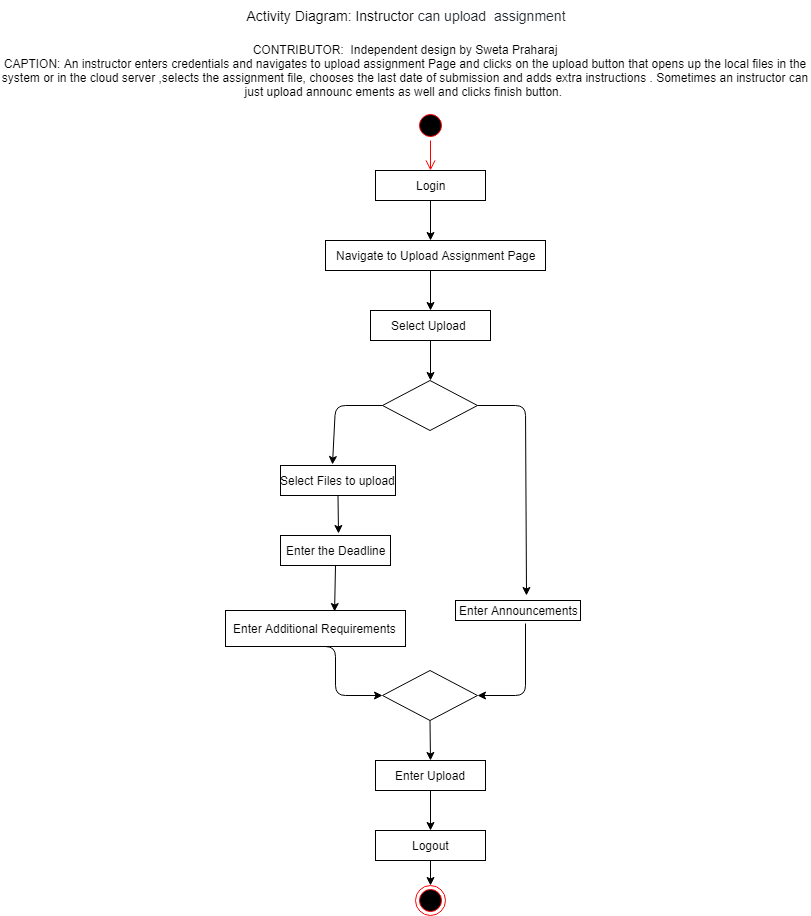 Activity Diagram: Instructor can upload  assignment
CONTRIBUTOR:  Independent design by Sweta Praharaj
CAPTION: An instructor enters credentials and navigates to upload assignment Page and clicks on the upload button that opens up the local files in the
system or in the cloud server ,selects the assignment file, chooses the last date of submission and adds extra instructions . Sometimes an instructor can
just upload announc ements as well and clicks finish button.
Login
Navigate to Upload Assignment Page
Select Upload
Select Files to upload
Enter the Deadline
Enter Additional Requirements
Enter Announcements
Enter Upload
Logout